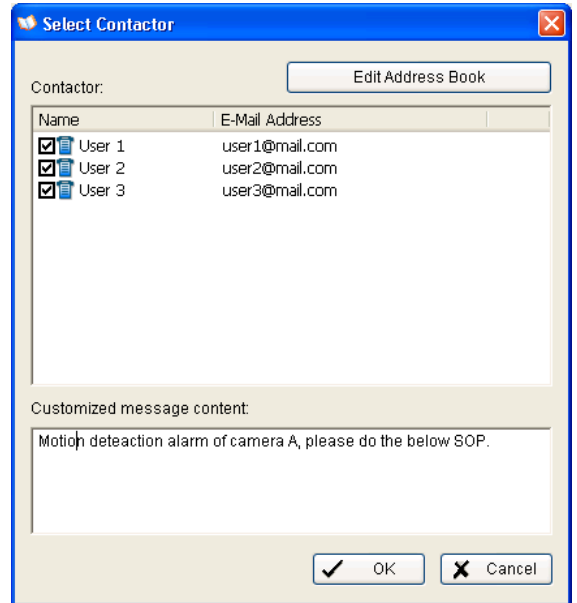 Select Contactor
Edit Address Book
Contactor:
Name E-Mail Address
User 1 user1@mail.com
User 2 user2@mail.com
User 3 user3@mail.com
Customized message content:
Motion deteaction alarm of camera A, please do the below SOP.
OK Cancel